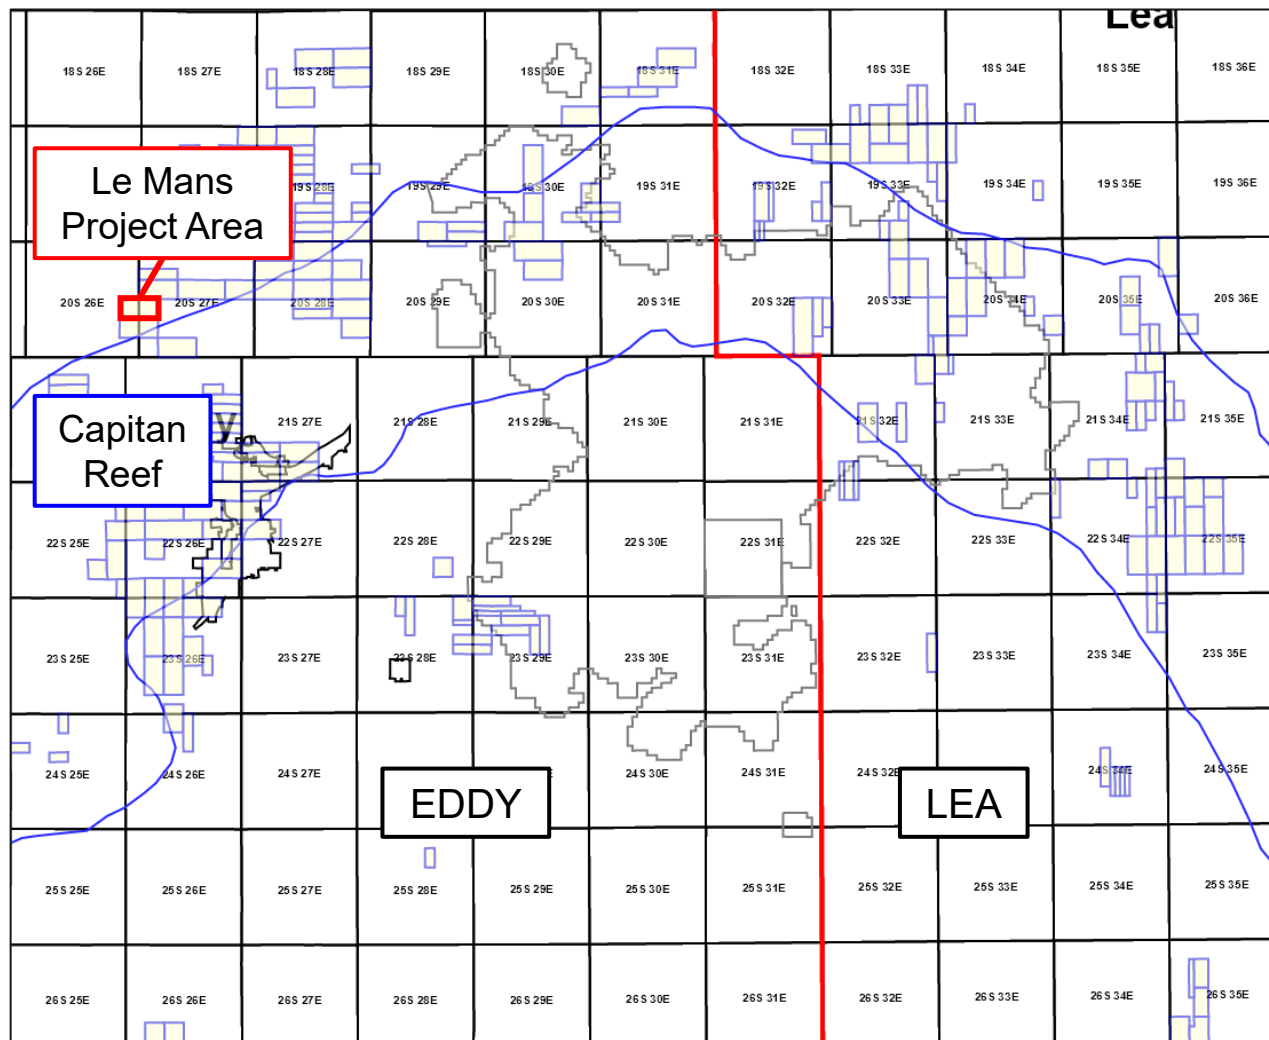 Lea
18S 26E
18S 27E
18S 28E
18S 29E
18S 30E
18S 31E
18S 32E
18S 33E
18S 34E
18S 35E
18S 36E
Le Mans
Project Area
19S 28E
19S 29E
19S 30E
19S 31E
19S 32E
19S 33E
19S 34E
19S 35E
19S 36E
20S 26E
20S 27E
20S 28E
20S 29E
20S 30E
20S 31E
20S 32E
20S 33E
20S 34E
20S 35E
20S 36E
Capitan
Reef
y
21S 27E
21S 28E
21S 29E
21S 30E
21S 31E
21S 32E
21S 33E
21S 34E
21S 35E
22S 25E
22S 26E
22S 27E
22S 28E
22S 29E
22S 30E
22S 31E
22S 32E
22S 33E
22S 34E
22S 35E
23S 25E
23S 26E
23S 27E
23S 28E
23S 29E
23S 30E
23S 31E
23S 32E
23S 33E
23S 34E
23S 35E
24S 25E
24S 26E
24S 27E
24S 30E
24S 31E
24S 32E
24S 34E
24S 35E
EDDY
LEA
25S 25E
25S 26E
25S 27E
25S 28E
25S 29E
25S 30E
25S 31E
25S 32E
25S 33E
25S 34E
25S 35E
26S 25E
26S 26E
26S 27E
26S 28E
26S 29E
26S 30E
26S 31E
26S 32E
26S 33E
26S 34E
26S 35E